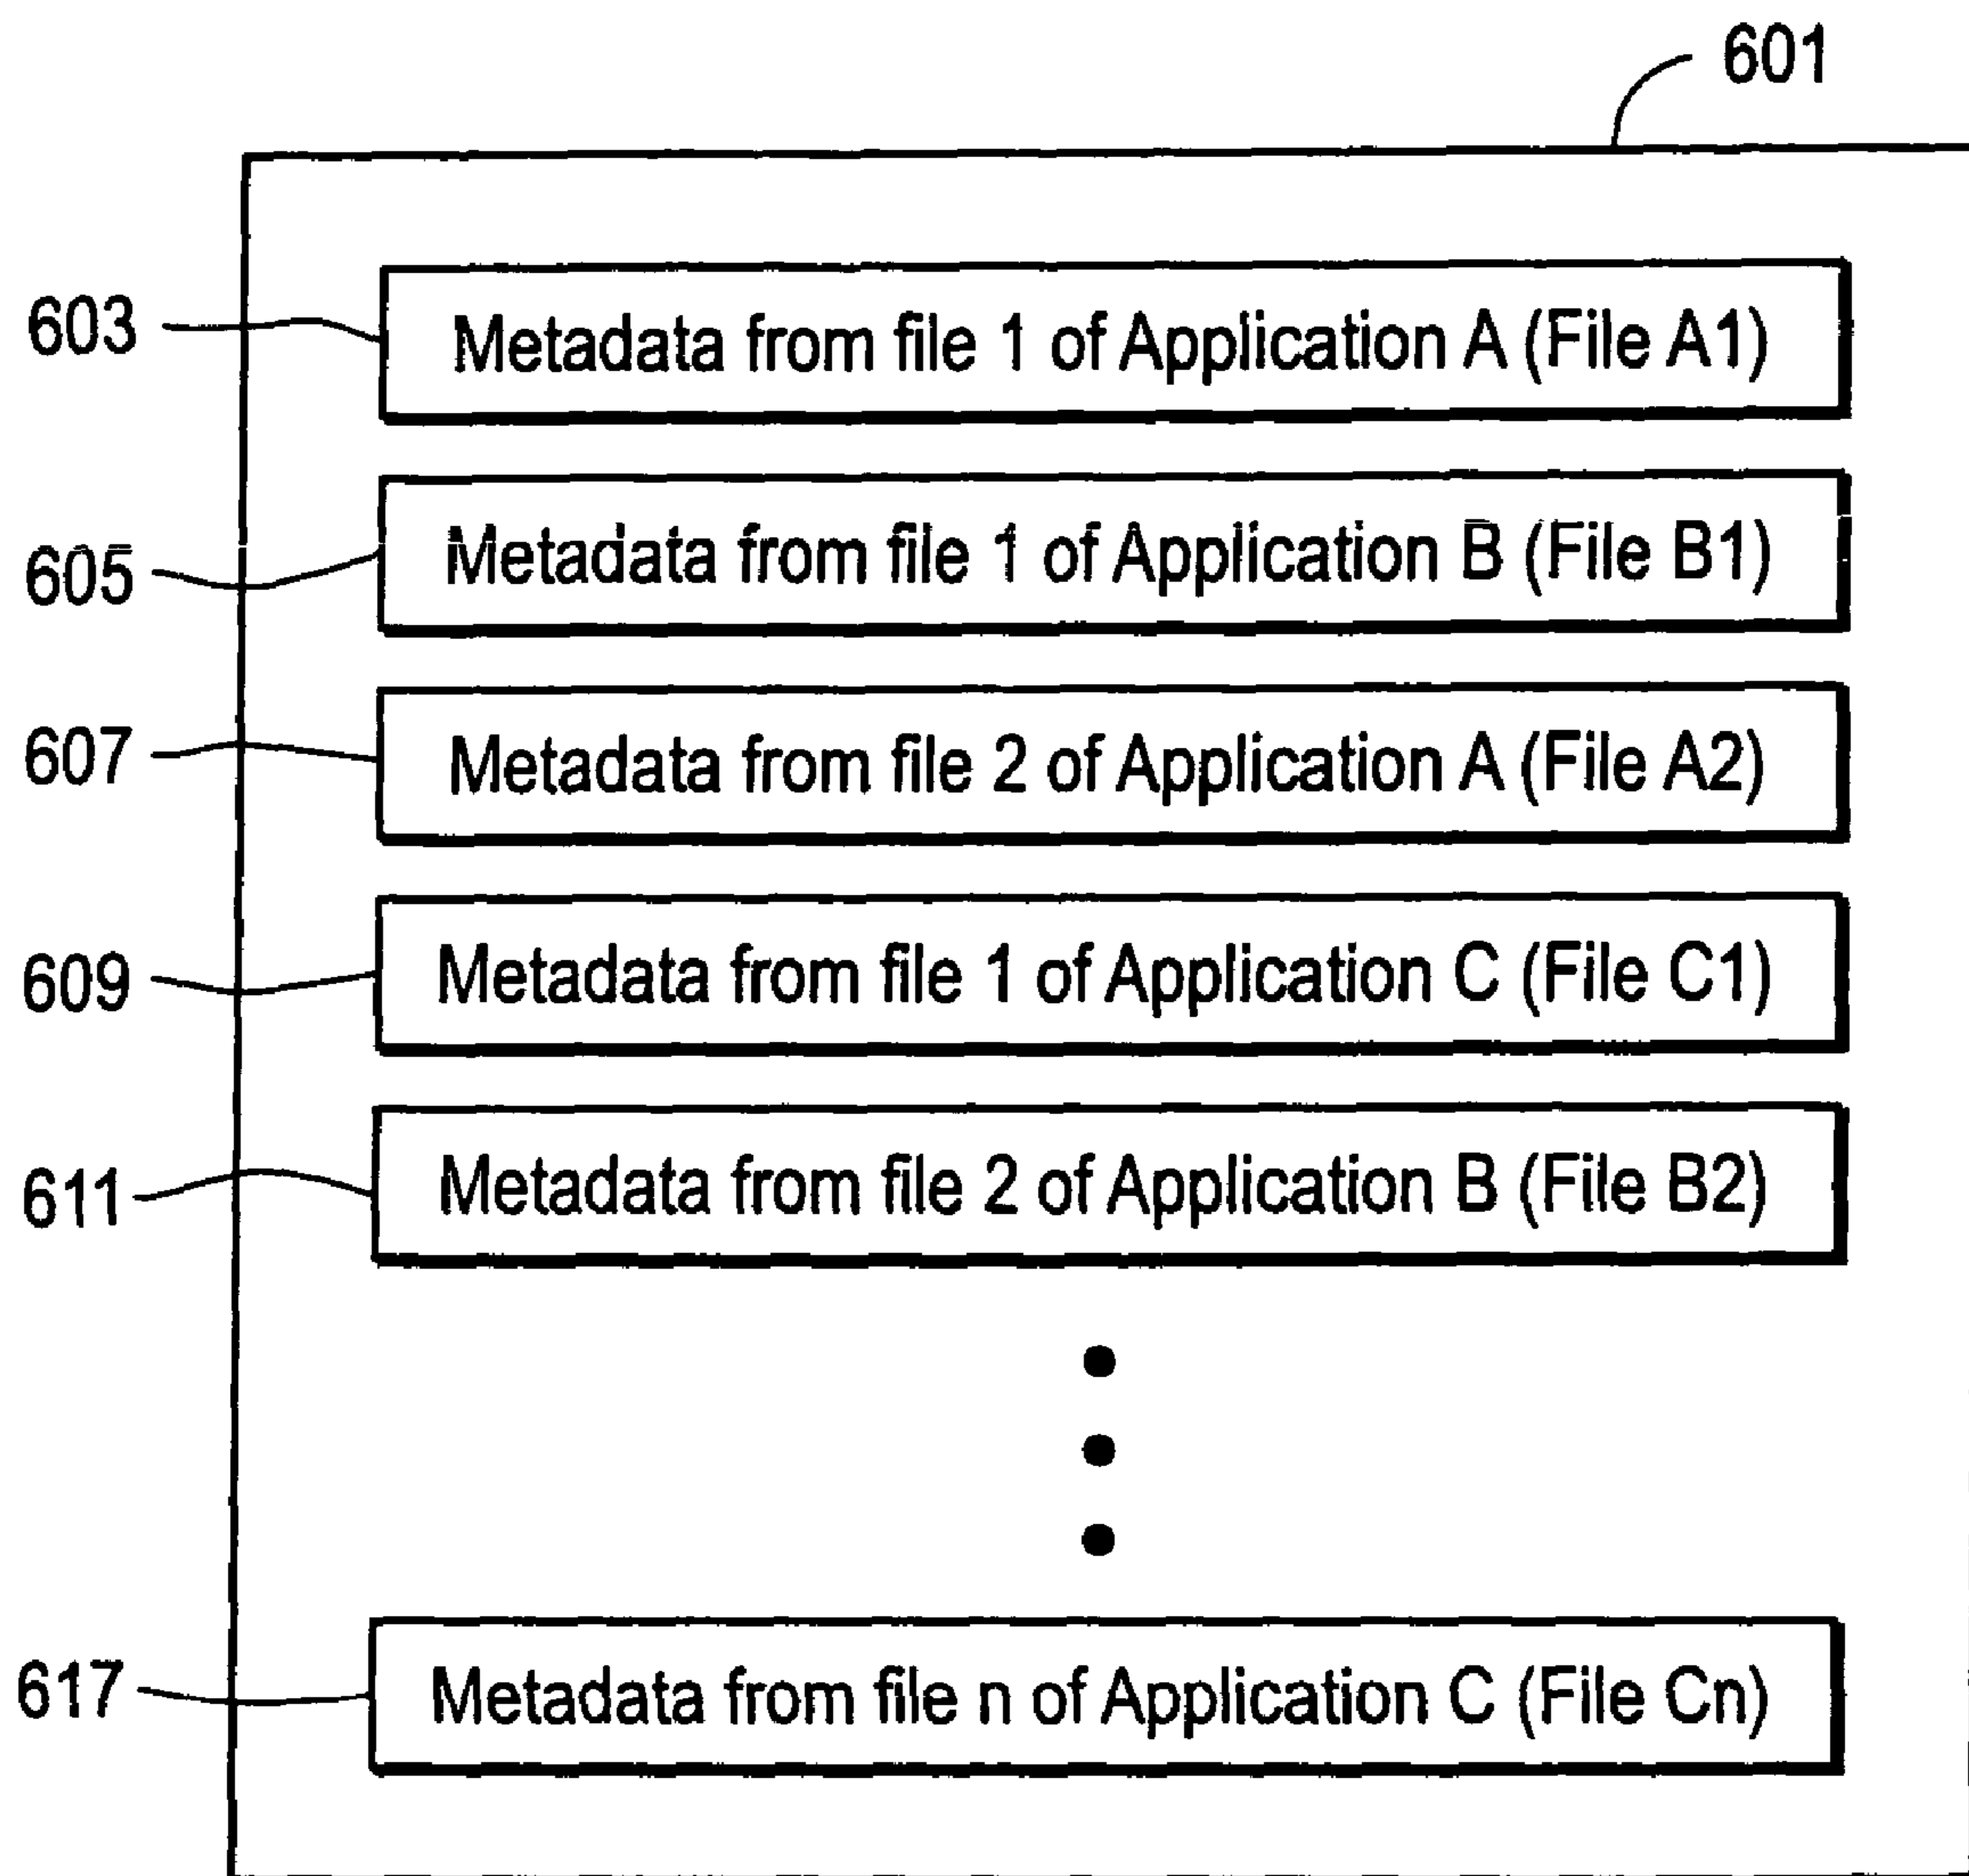 601
603 Metadata from file 1 of Application A (File A1)
605 Metadata from file 1 of Application B (File B1)
607 Metadata from file 2 of Application A (File A2)
609 Metadata from file 1 of Application C (File C1)
611 Metadata from file 2 of Application B (File B2)
617 Metadata from file n of Application C (File Cn)